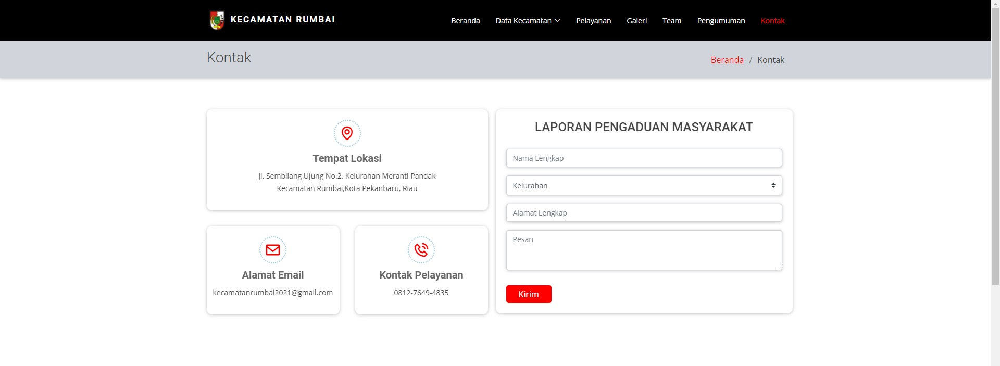 KECAMATAN RUMBAI
Beranda Data Kecamatan Pelayanan Galeri Team Pengumuman Kontak
Kontak
Beranda / Kontak
Tempat Lokasi
Jl. Sembilang Ujung No.2, Kelurahan Meranti Pandak
Kecamatan Rumbai,Kota Pekanbaru, Riau
Alamat Email
kecamatanrumbai2021@gmail.com
Kontak Pelayanan
0812-7649-4835
LAPORAN PENGADUAN MASYARAKAT
Nama Lengkap
Kelurahan
Alamat Lengkap
Pesan
Kirim